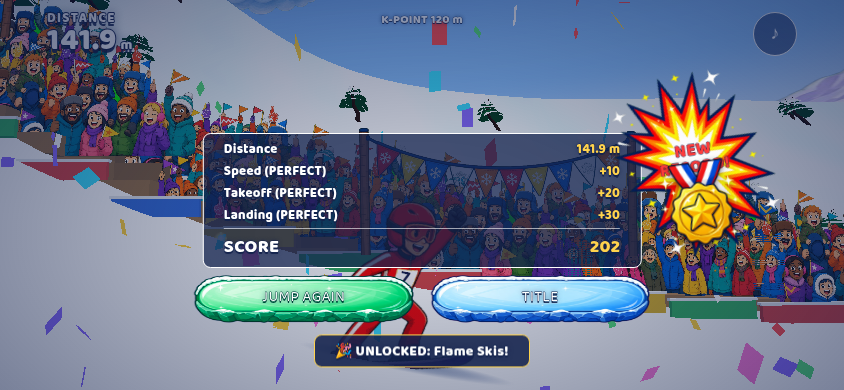 DISTANCE
141.9 m
K-POINT 120 m
♪
Distance 141.9 m
Speed (PERFECT) +10
Takeoff (PERFECT) +20
Landing (PERFECT) +30
SCORE 202
NEW
JUMP AGAIN
TITLE
7
🎉 UNLOCKED: Flame Skis!